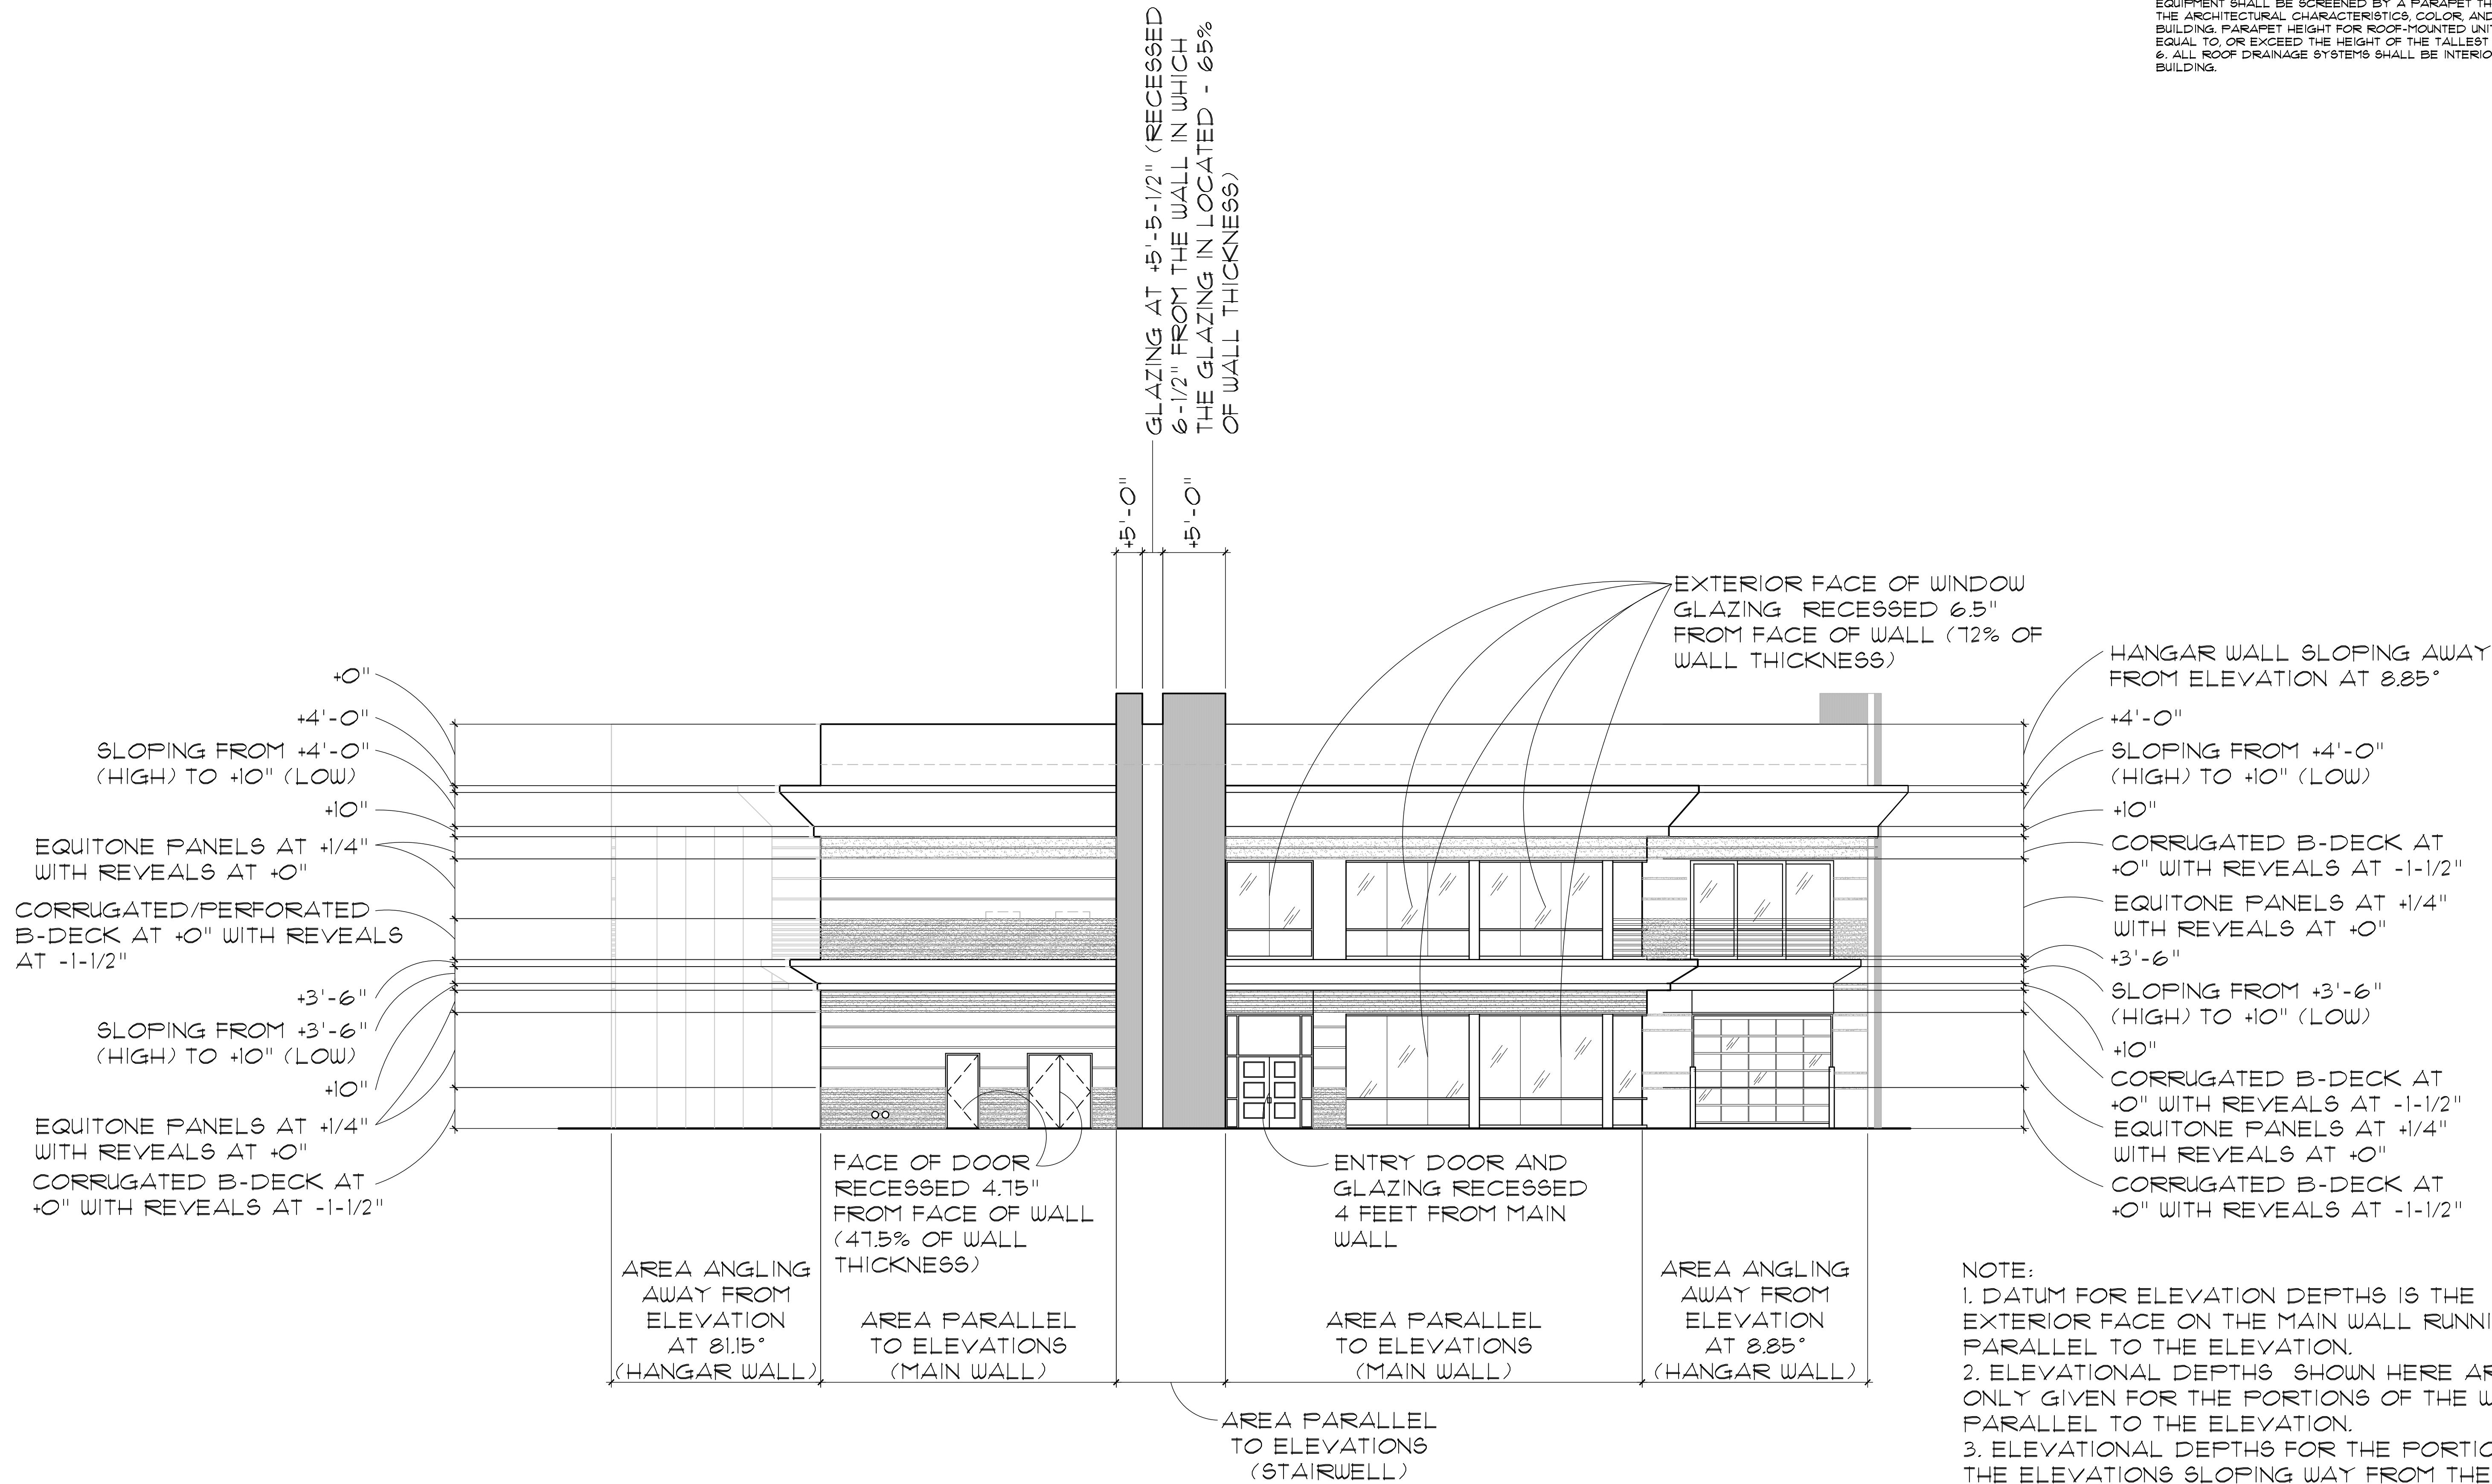 EQUIPMENT SHALL BE SCREENED BY A PARAPET
THE ARCHITECTURAL CHARACTERISTICS, COLOR, AND
BUILDING. PARAPET HEIGHT FOR ROOF-MOUNTED
EQUAL TO, OR EXCEED THE HEIGHT OF THE TALLEST
6. ALL ROOF DRAINAGE SYSTEMS SHALL BE
BUILDING.
GLAZING AT +5'-5-1/2" (RECESSED
6-1/2" FROM THE WALL IN WHICH
THE GLAZING IN LOCATED - 65%
OF WALL THICKNESS)
+5'-0"
+5'-0"
EXTERIOR FACE OF WINDOW
GLAZING RECESSED 6.5"
FROM FACE OF WALL (72% OF
WALL THICKNESS)
+0"
+4'-0"
SLOPING FROM +4'-0"
(HIGH) TO +10" (LOW)
+10"
EQUITONE PANELS AT +1/4"
WITH REVEALS AT +0"
CORRUGATED/PERFORATED
B-DECK AT +0" WITH REVEALS
AT -1-1/2"
+3'-6"
SLOPING FROM +3'-6"
(HIGH) TO +10" (LOW)
+10"
EQUITONE PANELS AT +1/4"
WITH REVEALS AT +0"
CORRUGATED B-DECK AT
+0" WITH REVEALS AT -1-1/2"
HANGAR WALL SLOPING AWAY
FROM ELEVATION AT 8.85°
+4'-0"
SLOPING FROM +4'-0"
(HIGH) TO +10" (LOW)
+10"
CORRUGATED B-DECK AT
+0" WITH REVEALS AT -1-1/2"
EQUITONE PANELS AT +1/4"
WITH REVEALS AT +0"
+3'-6"
SLOPING FROM +3'-6"
(HIGH) TO +10" (LOW)
+10"
CORRUGATED B-DECK AT
+0" WITH REVEALS AT -1-1/2"
EQUITONE PANELS AT +1/4"
WITH REVEALS AT +0"
CORRUGATED B-DECK AT
+0" WITH REVEALS AT -1-1/2"
FACE OF DOOR
RECESSED 4.75"
FROM FACE OF WALL
(47.5% OF WALL
THICKNESS)
ENTRY DOOR AND
GLAZING RECESSED
4 FEET FROM MAIN
WALL
AREA ANGLING
AWAY FROM
ELEVATION
AT 81.15°
(HANGAR WALL)
AREA PARALLEL
TO ELEVATIONS
(MAIN WALL)
AREA PARALLEL
TO ELEVATIONS
(MAIN WALL)
AREA ANGLING
AWAY FROM
ELEVATION
AT 8.85°
(HANGAR WALL)
AREA PARALLEL
TO ELEVATIONS
(STAIRWELL)
NOTE:
1. DATUM FOR ELEVATION DEPTHS IS THE
EXTERIOR FACE ON THE MAIN WALL
PARALLEL TO THE ELEVATION.
2. ELEVATIONAL DEPTHS SHOWN HERE
ONLY GIVEN FOR THE PORTIONS OF THE
PARALLEL TO THE ELEVATION.
3. ELEVATIONAL DEPTHS FOR THE
THE ELEVATIONS SLOPING WAY FROM THE